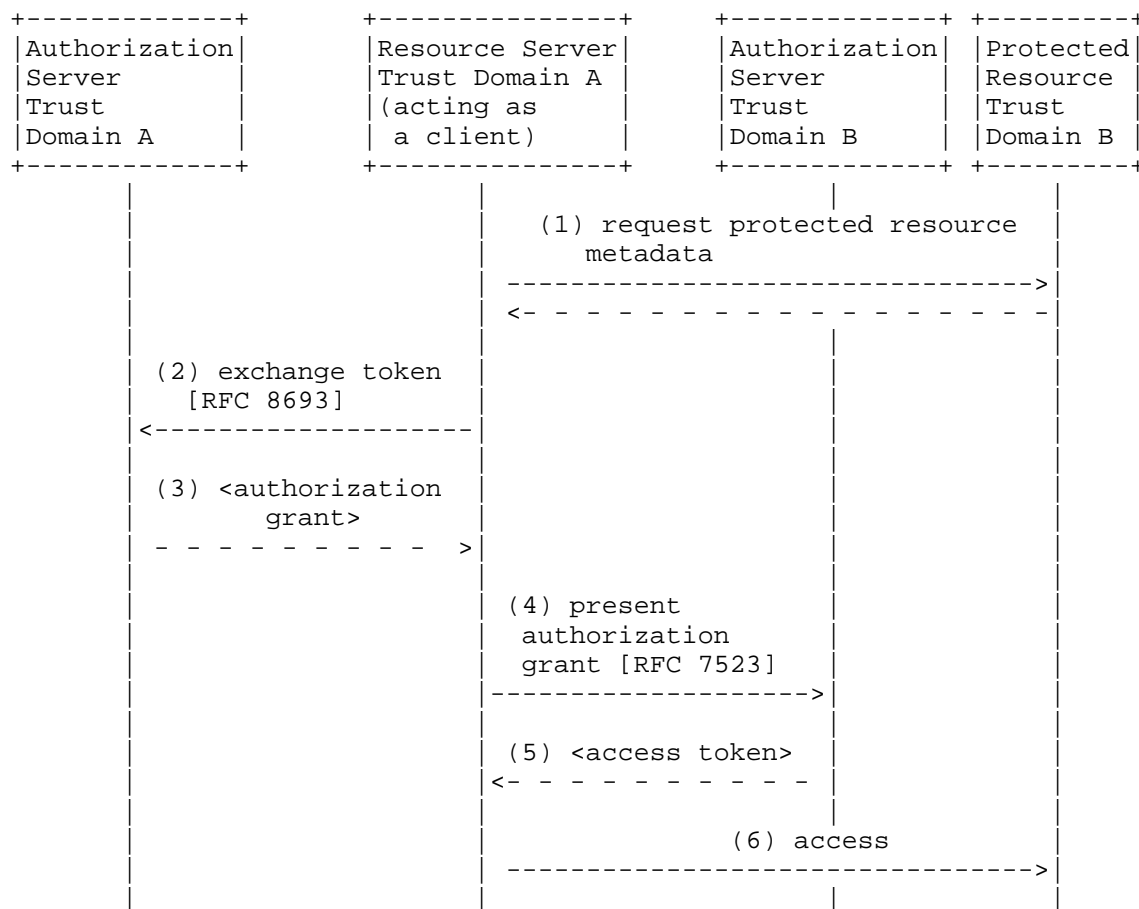 Authorization
Server
Trust
Domain A
Resource Server
Trust Domain A
(acting as
a client)
Authorization
Server
Trust
Domain B
Protected
Resource
Trust
Domain B
(1) request protected resource
metadata
(2) exchange token
[RFC 8693]
(3) <authorization
grant>
(4) present
authorization
grant [RFC 7523]
(5) <access token>
(6) access